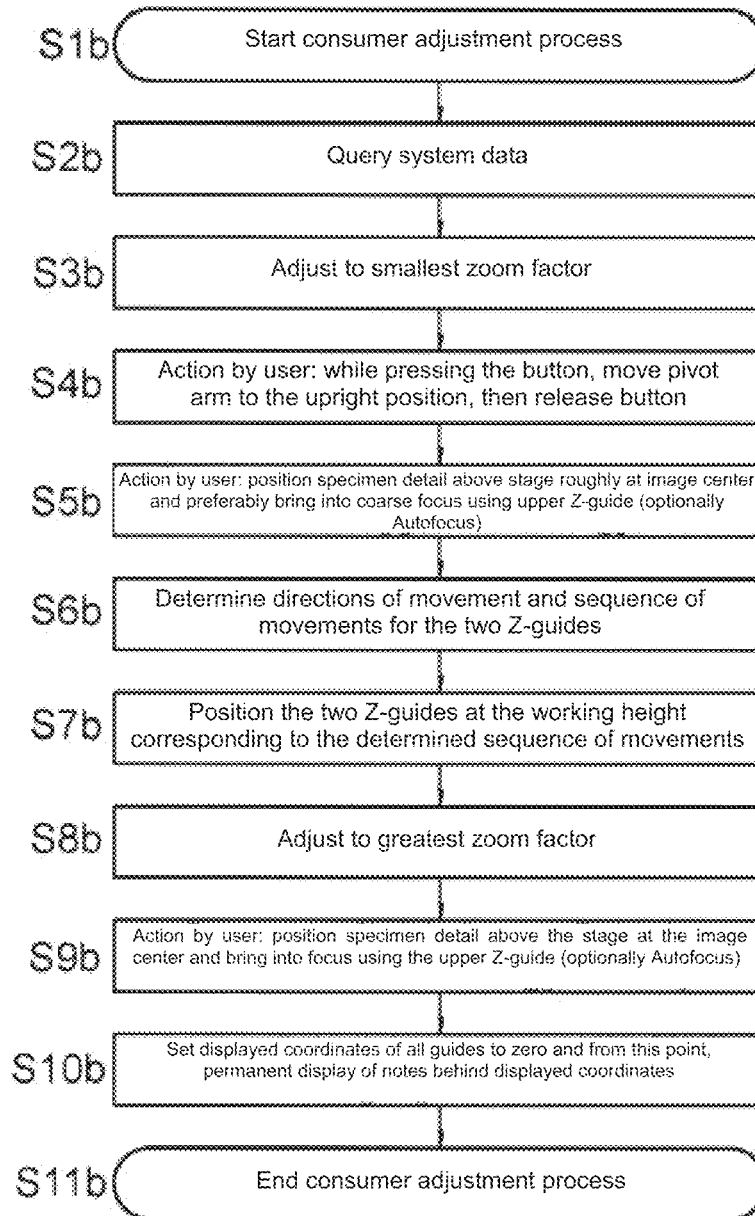 S1b Start consumer adjustment process
S2b Query system data
S3b Adjust to smallest zoom factor
S4b Action by user: while pressing the button, move pivot
arm to the upright position, then release button
S5b Action by user: position specimen detail above stage roughly at image center
and preferably bring into coarse focus using upper Z-guide (optionally
Autofocus)
S6b Determine directions of movement and sequence of
movements for the two Z-guides
S7b Position the two Z-guides at the working height
corresponding to the determined sequence of movements
S8b Adjust to greatest zoom factor
S9b Action by user: position specimen detail above the stage at the image
center and bring into focus using the upper Z-guide (optionally Autofocus)
S10b Set displayed coordinates of all guides to zero and from this point,
permanent display of notes behind displayed coordinates
S11b End consumer adjustment process